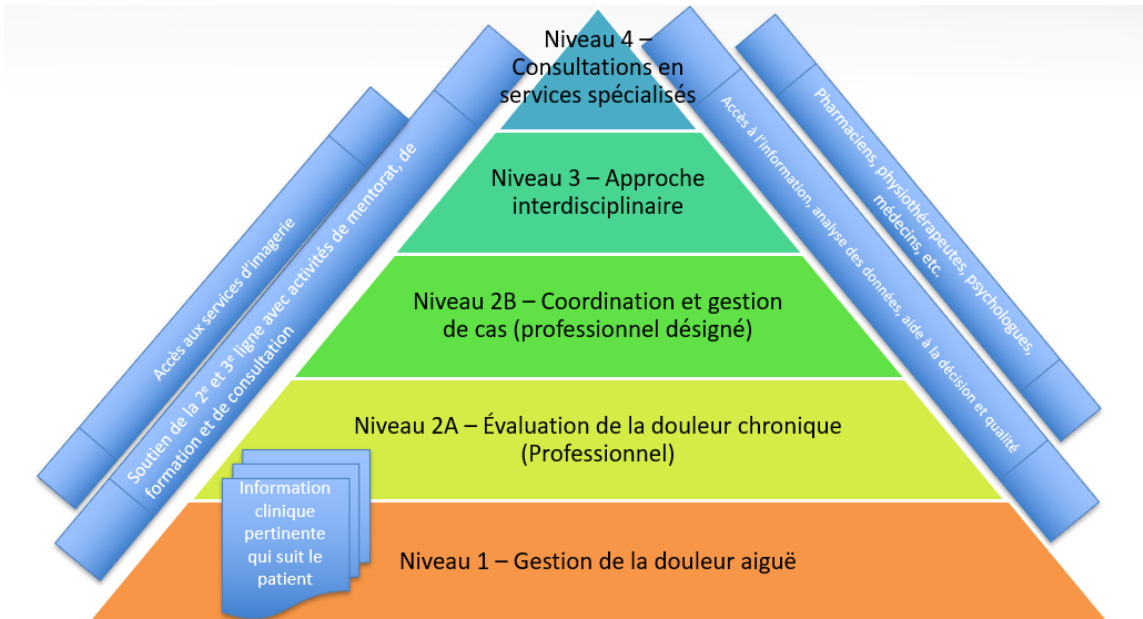 Niveau 4 –
Consultations en
services spécialisés
Niveau 3 – Approche
interdisciplinaire
Niveau 2B – Coordination et gestion
de cas (professionnel désigné)
Niveau 2A – Évaluation de la douleur chronique
(Professionnel)
Niveau 1 – Gestion de la douleur aiguë
Information
clinique
pertinente
qui suit le
patient
Accès aux services d'imagerie
Soutien de la 2e et 3e ligne avec activités de mentorat, de
formation et de consultation
Accès à l'information, analyse des données, aide à la décision et qualité
Pharmaciens, physiothérapeutes, psychologues,
médecins, etc.